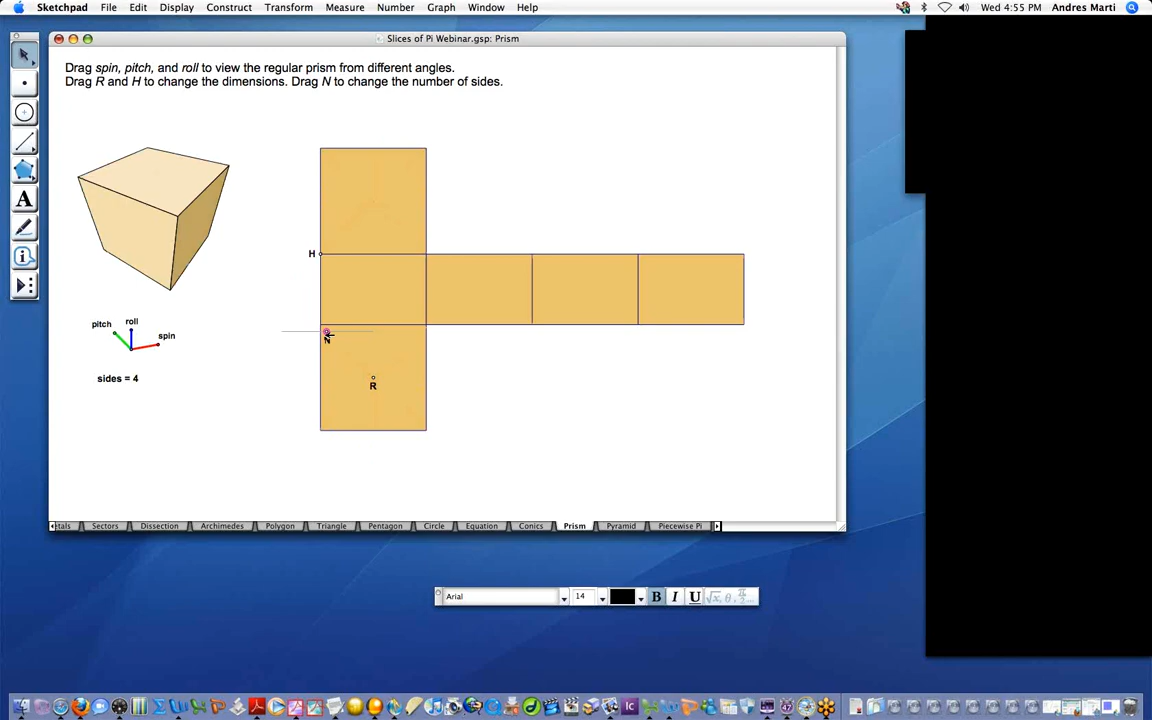 Sketchpad File Edit Display Construct Transform Measure Number Graph Window Help Wed 4:55 PM Andres Marti
Slices of Pi Webinar.gsp: Prism
Drag spin, pitch, and roll to view the regular prism from different angles.
Drag R and H to change the dimensions. Drag N to change the number of sides.
A
H
N
R
pitch
roll
spin
sides = 4
etals Sectors Dissection Archimedes Polygon Triangle Pentagon Circle Equation Conics Prism Pyramid Piecewise Pi
Arial 14 B I U